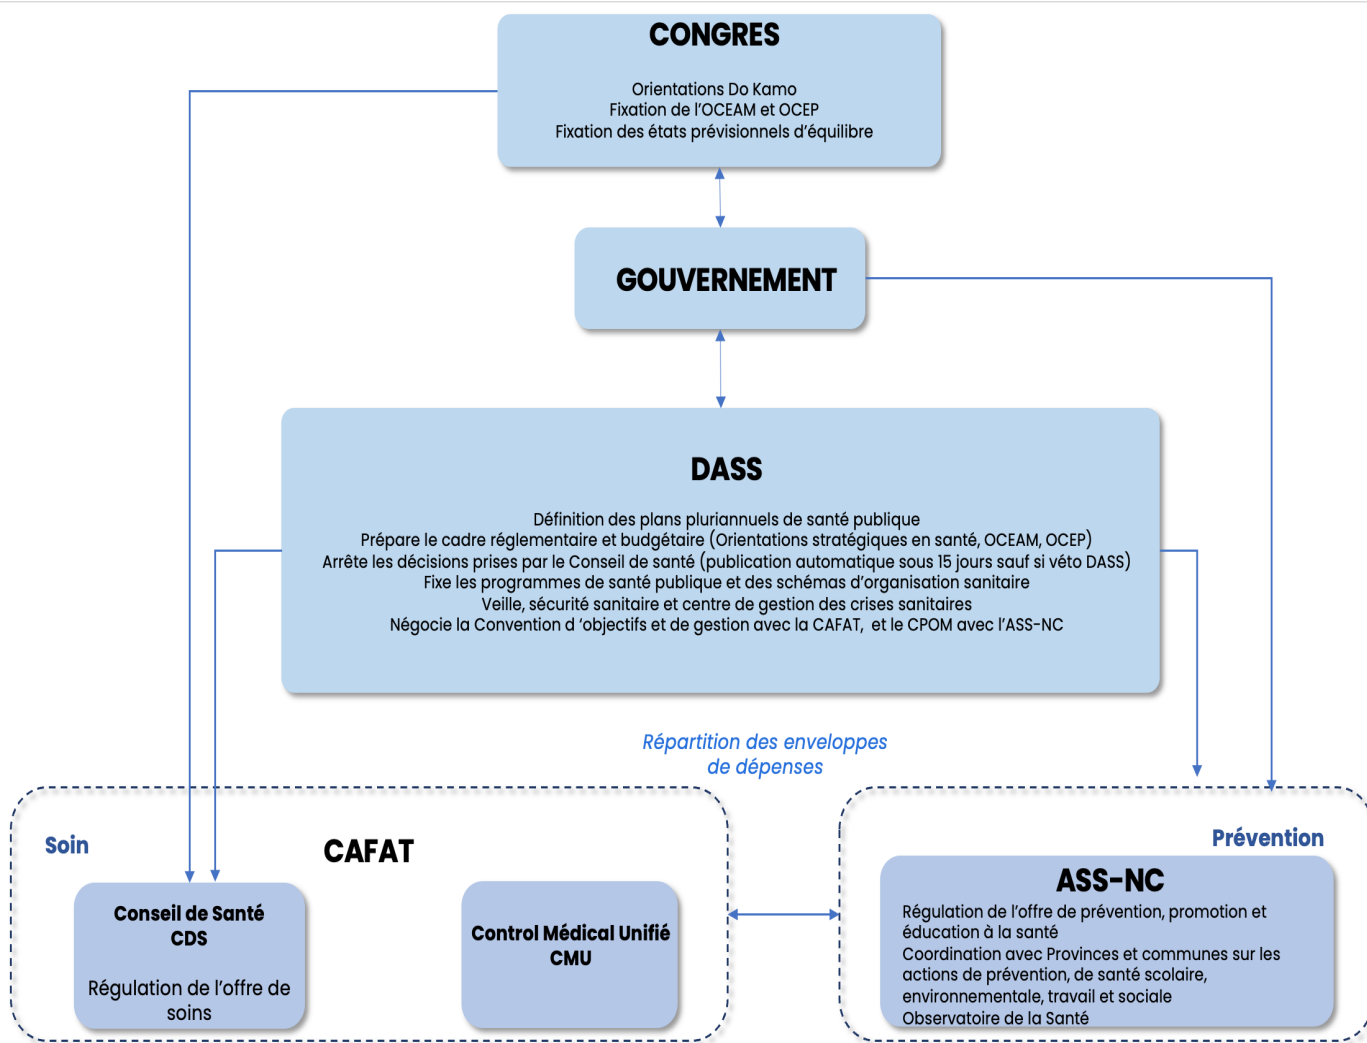 CONGRES
Orientations Do Kamo
Fixation de l'OCEAM et OCEP
Fixation des états prévisionnels d'équilibre
GOUVERNEMENT
DASS
Définition des plans pluriannuels de santé publique
Prépare le cadre réglementaire et budgétaire (Orientations stratégiques en santé, OCEAM, OCEP)
Arrête les décisions prises par le Conseil de santé (publication automatique sous 15 jours sauf si véto DASS)
Fixe les programmes de santé publique et des schémas d'organisation sanitaire
Veille, sécurité sanitaire et centre de gestion des crises sanitaires
Négocie la Convention d 'objectifs et de gestion avec la CAFAT, et le CPOM avec l'ASS-NC
Répartition des enveloppes
de dépenses
Soin
CAFAT
Conseil de Santé
CDS
Régulation de l'offre de
soins
Control Médical Unifié
CMU
Prévention
ASS-NC
Régulation de l'offre de prévention, promotion et
éducation à la santé
Coordination avec Provinces et communes sur les
actions de prévention, de santé scolaire,
environnementale, travail et sociale
Observatoire de la Santé